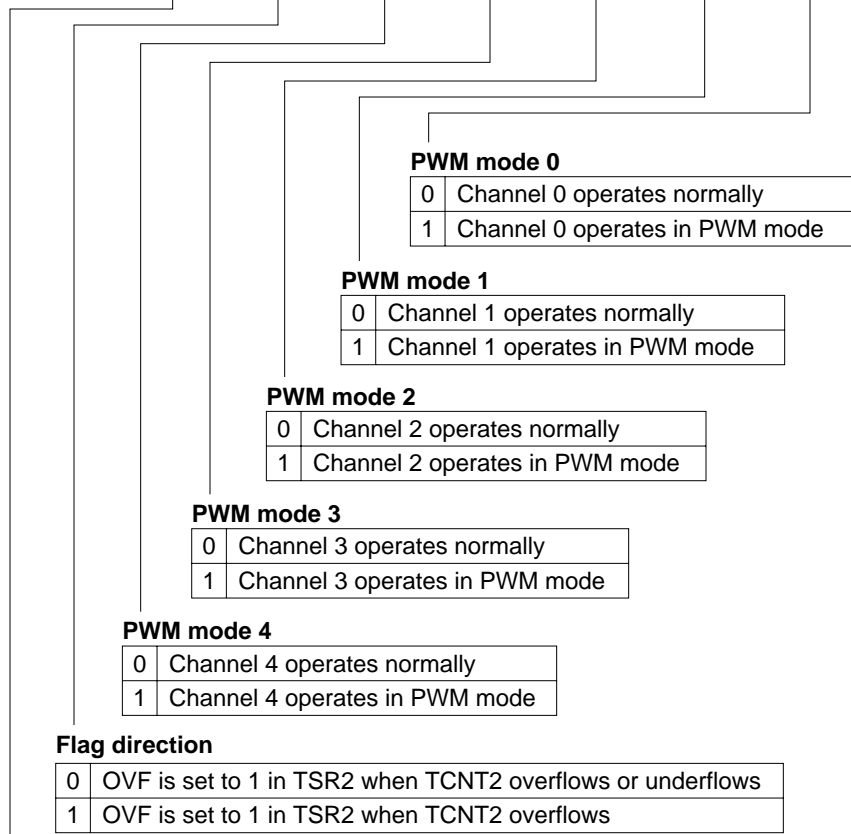 PWM mode 0
0 Channel 0 operates normally
1 Channel 0 operates in PWM mode
PWM mode 1
0 Channel 1 operates normally
1 Channel 1 operates in PWM mode
PWM mode 2
0 Channel 2 operates normally
1 Channel 2 operates in PWM mode
PWM mode 3
0 Channel 3 operates normally
1 Channel 3 operates in PWM mode
PWM mode 4
0 Channel 4 operates normally
1 Channel 4 operates in PWM mode
Flag direction
0 OVF is set to 1 in TSR2 when TCNT2 overflows or underflows
1 OVF is set to 1 in TSR2 when TCNT2 overflows